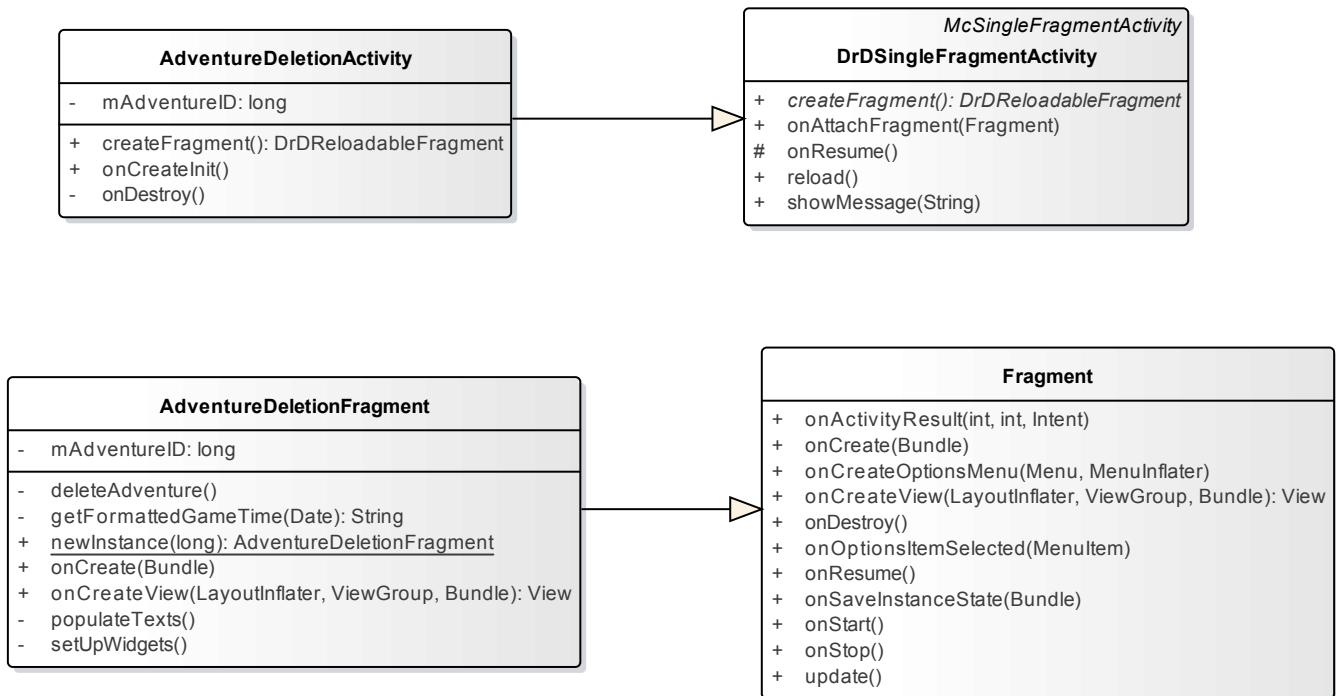 AdventureDeletionActivity
- mAdventureID: long
+ createFragment(): DrDReloadableFragment
+ onCreateInit()
- onDestroy()
McSingleFragmentActivity
DrDSingleFragmentActivity
+ createFragment(): DrDReloadableFragment
+ onAttachFragment(Fragment)
# onResume()
+ reload()
+ showMessage(String)
AdventureDeletionFragment
- mAdventureID: long
- deleteAdventure()
- getFormattedGameTime(Date): String
+ newInstance(long): AdventureDeletionFragment
+ onCreate(Bundle)
+ onCreateView(LayoutInflater, ViewGroup, Bundle): View
- populateTexts()
- setUpWidgets()
Fragment
+ onActivityResult(int, int, Intent)
+ onCreate(Bundle)
+ onCreateOptionsMenu(Menu, MenuInflater)
+ onCreateView(LayoutInflater, ViewGroup, Bundle): View
+ onDestroy()
+ onOptionsItemSelected(MenuItem)
+ onResume()
+ onSaveInstanceState(Bundle)
+ onStart()
+ onStop()
+ update()